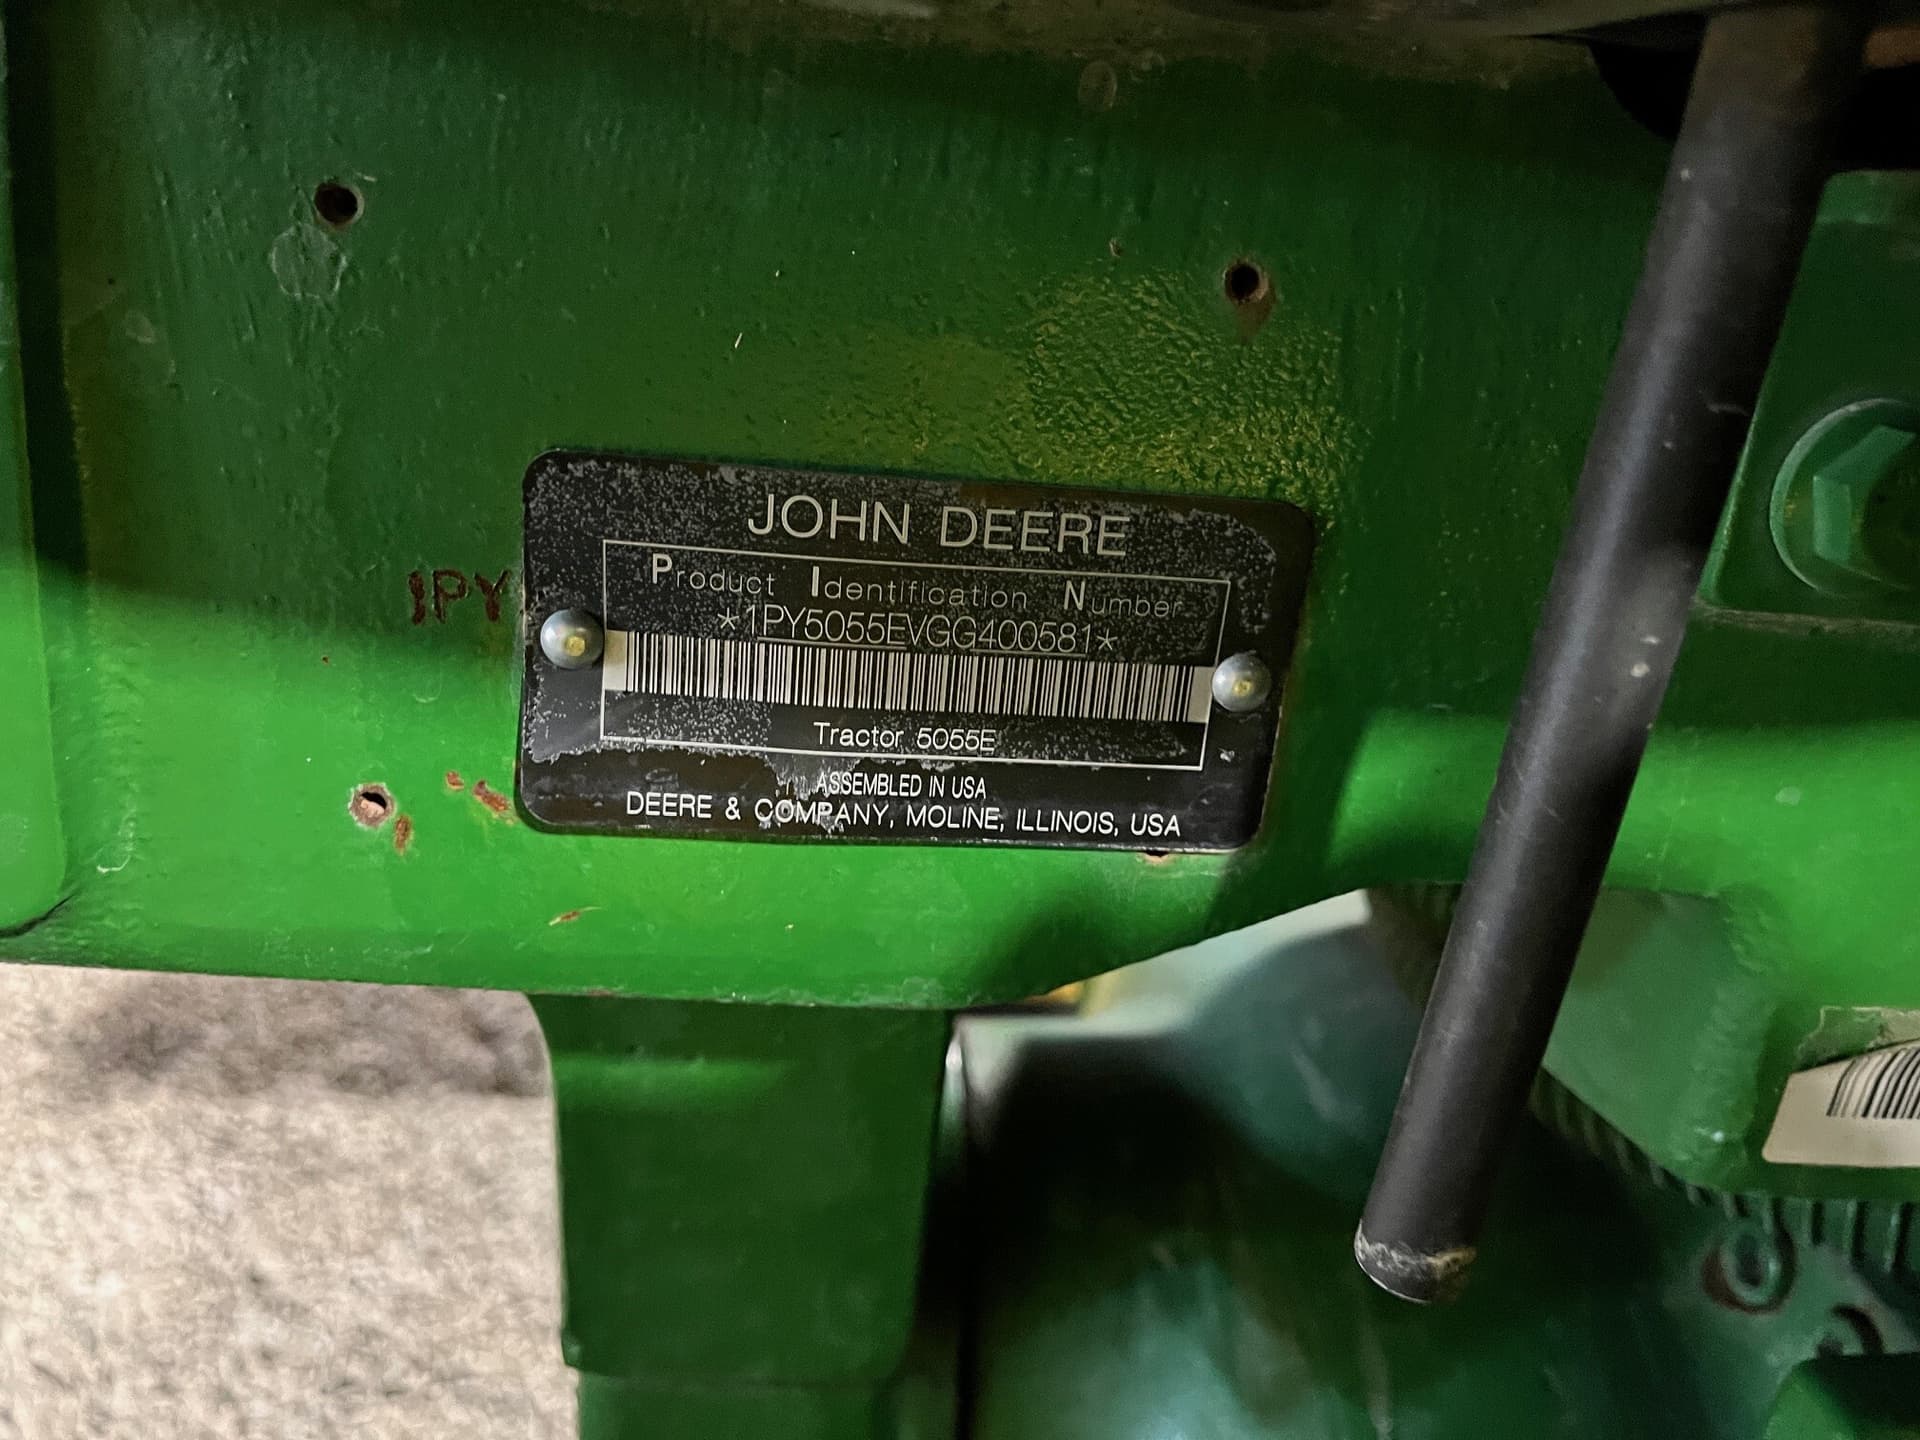 JOHN DEERE
Product Identification Number
1PY
*1PY5055EVGG400581*
Tractor 5055E
ASSEMBLED IN USA
DEERE & COMPANY, MOLINE, ILLINOIS, USA